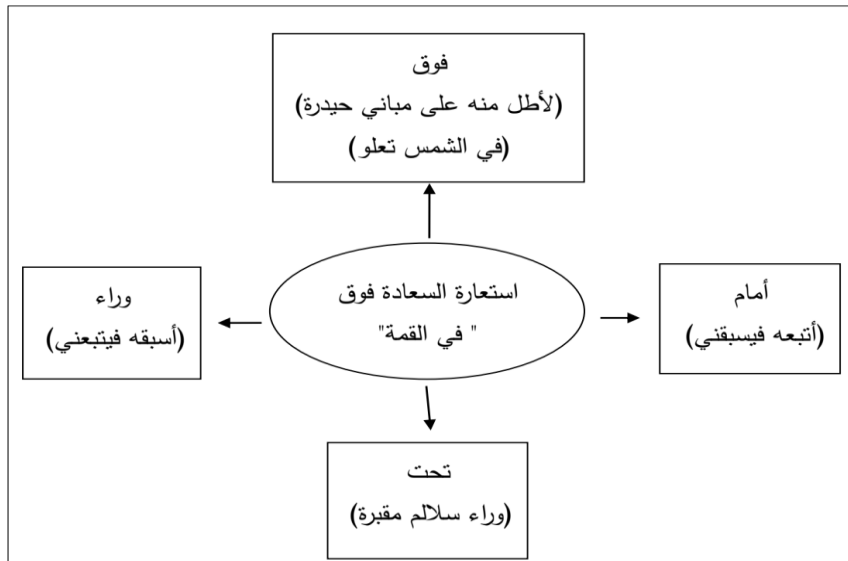 فوق
(لأطل منه على مباني حيدرة)
(في الشمس تعلو)
أمام
(أتبعه فيسبقني)
استعارة السعادة فوق
" في القمة"
وراء
(أسبقه فيتبعني)
تحت
(وراء سلالم مقبرة)